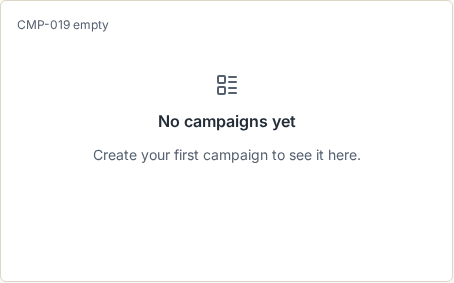 CMP-019 empty
No campaigns yet
Create your first campaign to see it here.